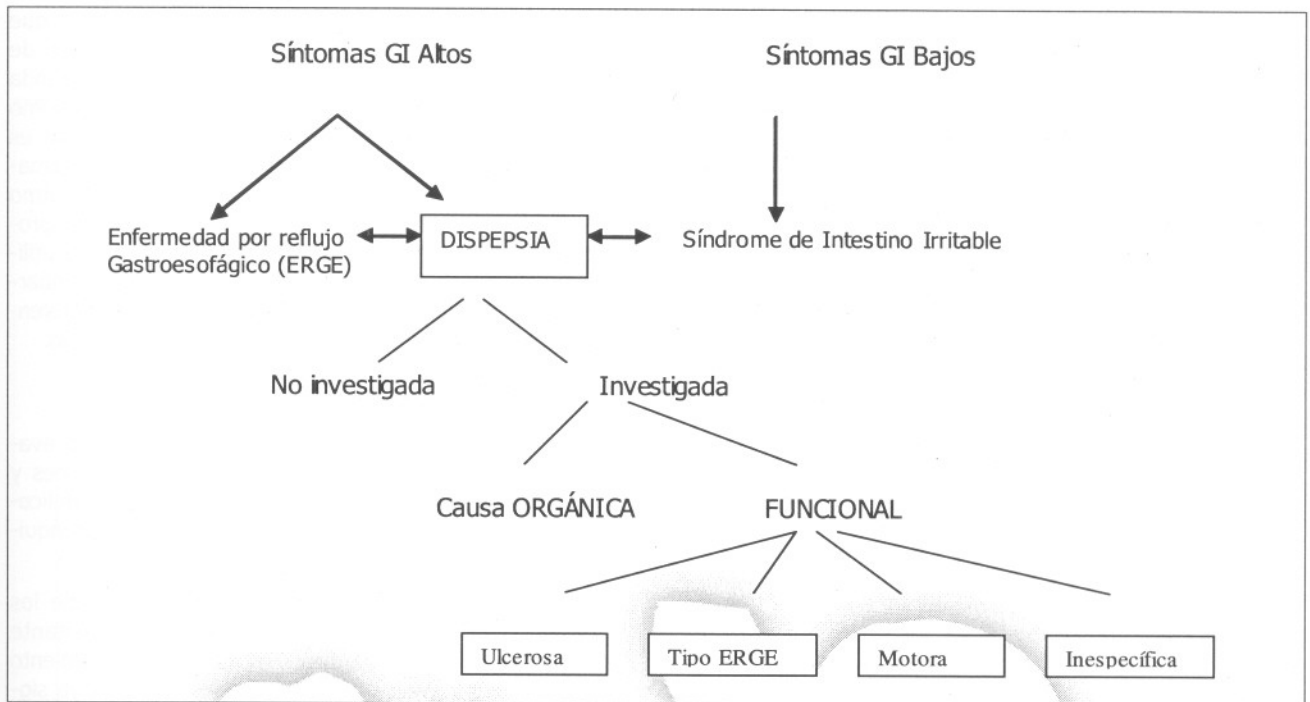 Síntomas GI Altos
Síntomas GI Bajos
Enfermedad por reflujo
Gastroesofágico (ERGE)
DISPEPSIA
Síndrome de Intestino Irritable
No investigada
Investigada
Causa ORGÁNICA
FUNCIONAL
Ulcerosa
Tipo ERGE
Motora
Inespecífica